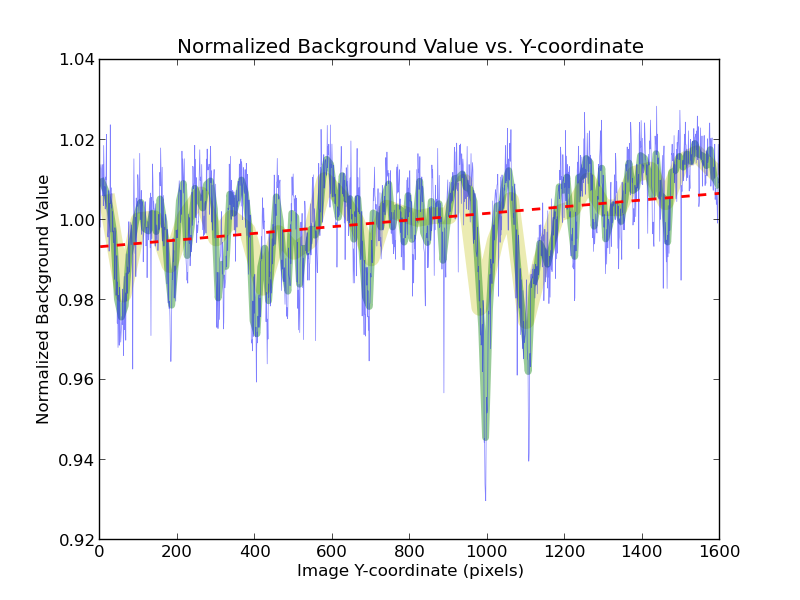 Normalized Background Value vs. Y-coordinate
1.04
1.02
1.00
0.98
0.96
0.94
0.92
Normalized Background Value
0 200 400 600 800 1000 1200 1400 1600
Image Y-coordinate (pixels)